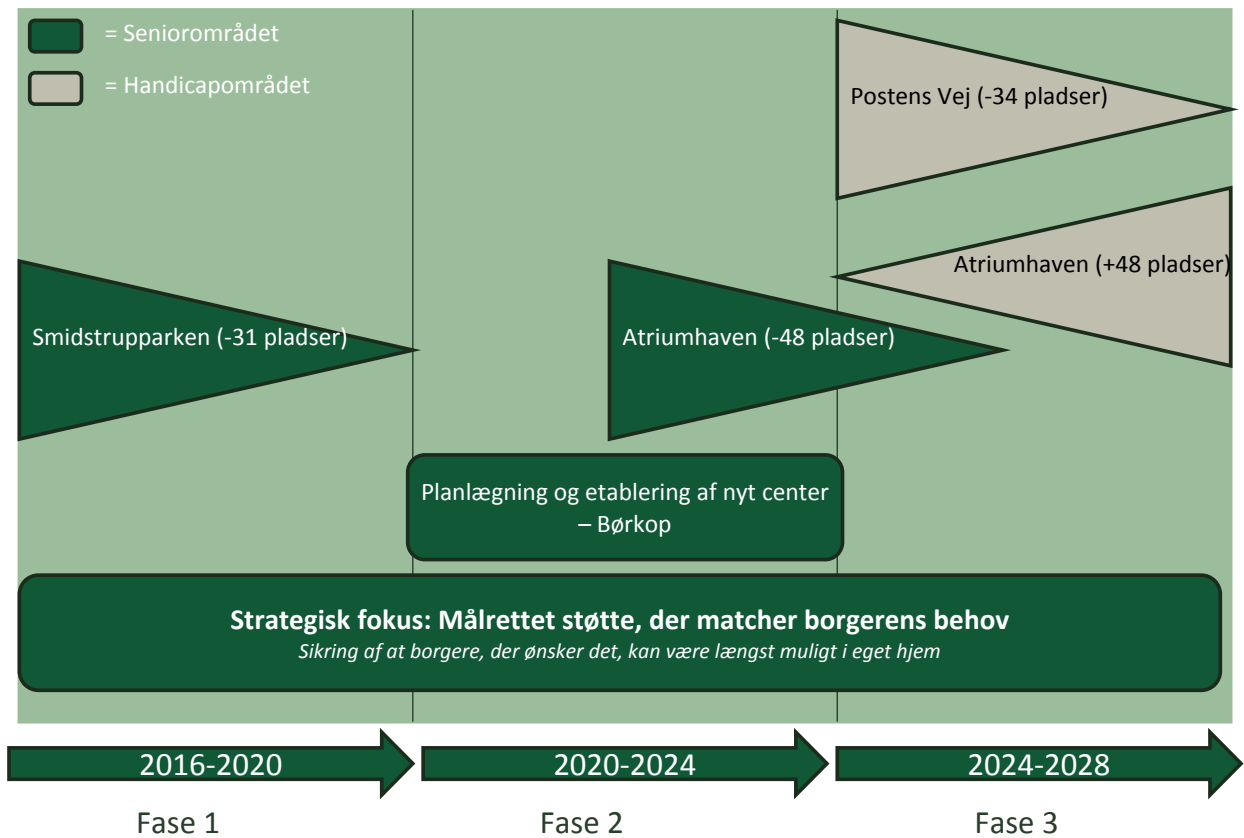 = Seniorområdet
= Handicapområdet
Postens Vej (-34 pladser)
Atriumhaven (+48 pladser)
Smidstrupparken (-31 pladser)
Atriumhaven (-48 pladser)
Planlægning og etablering af nyt center
– Børkop
Strategisk fokus: Målrettet støtte, der matcher borgerens behov
Sikring af at borgere, der ønsker det, kan være længst muligt i eget hjem
2016-2020
2020-2024
2024-2028
Fase 1
Fase 2
Fase 3